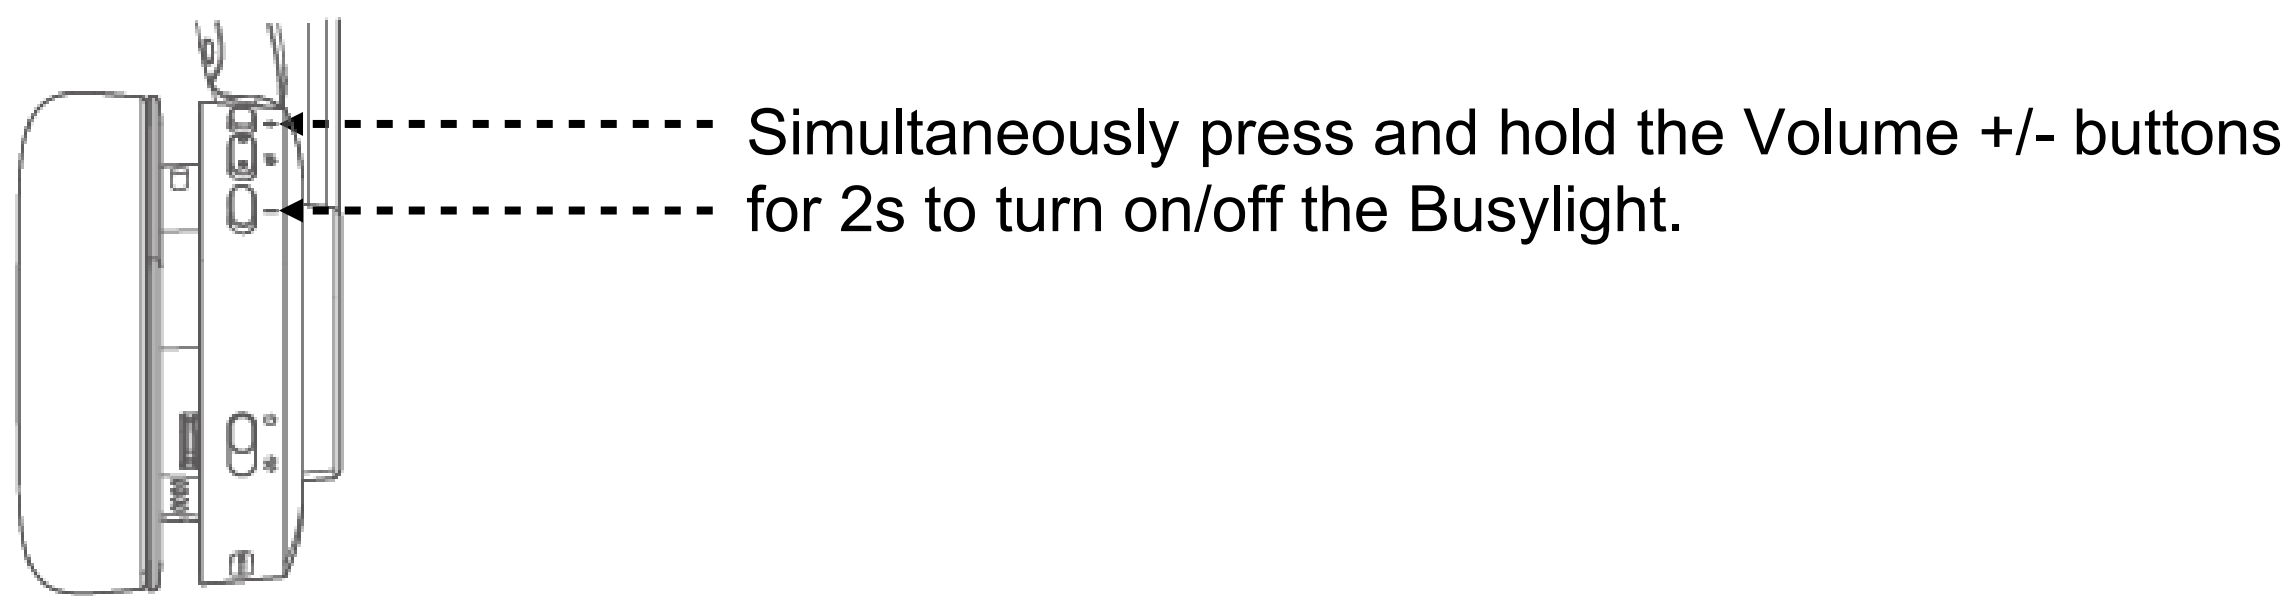 Simultaneously press and hold the Volume +/- buttons
for 2s to turn on/off the Busylight.